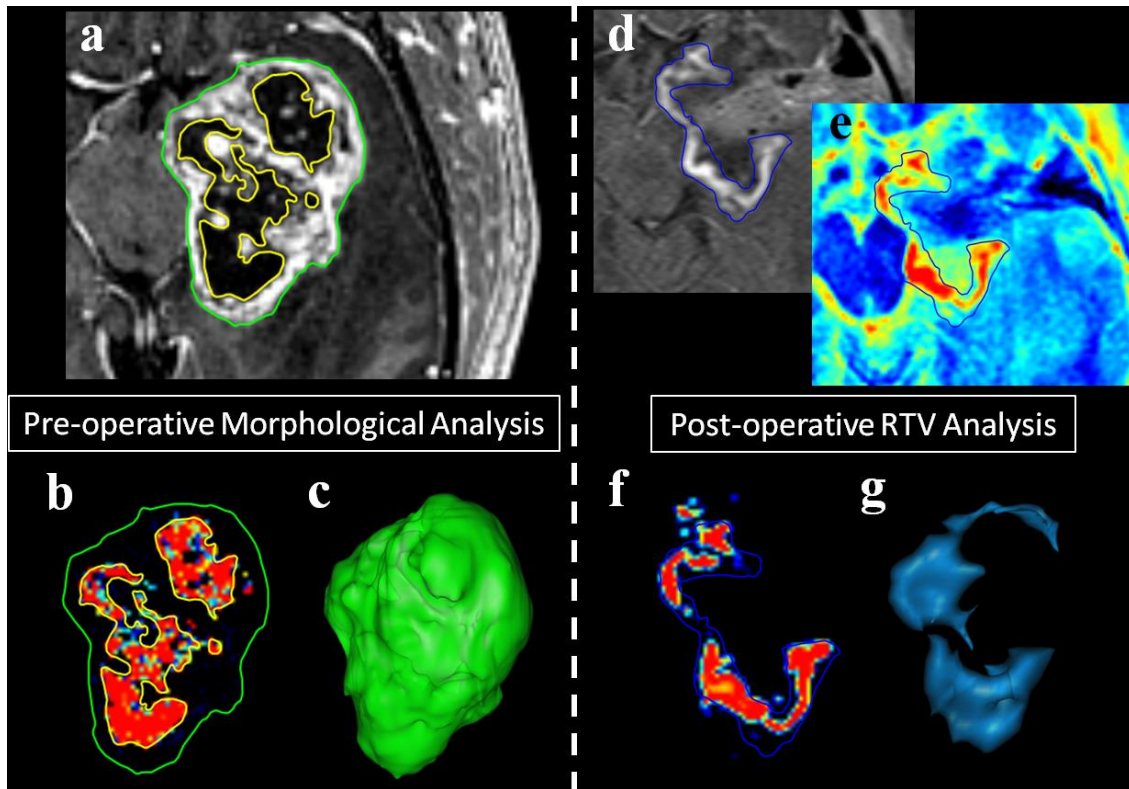 a
d
e
Pre-operative Morphological Analysis
Post-operative RTV Analysis
b
c
f
g